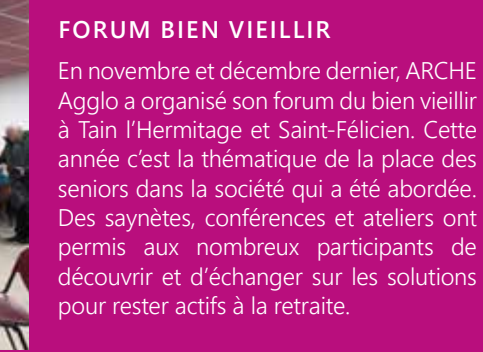 FORUM BIEN VIEILLIR
En novembre et décembre dernier, ARCHE
Agglo a organisé son forum du bien vieillir
à Tain l'Hermitage et Saint-Félicien. Cette
année c'est la thématique de la place des
seniors dans la société qui a été abordée.
Des saynètes, conférences et ateliers ont
permis aux nombreux participants de
découvrir et d'échanger sur les solutions
pour rester actifs à la retraite.